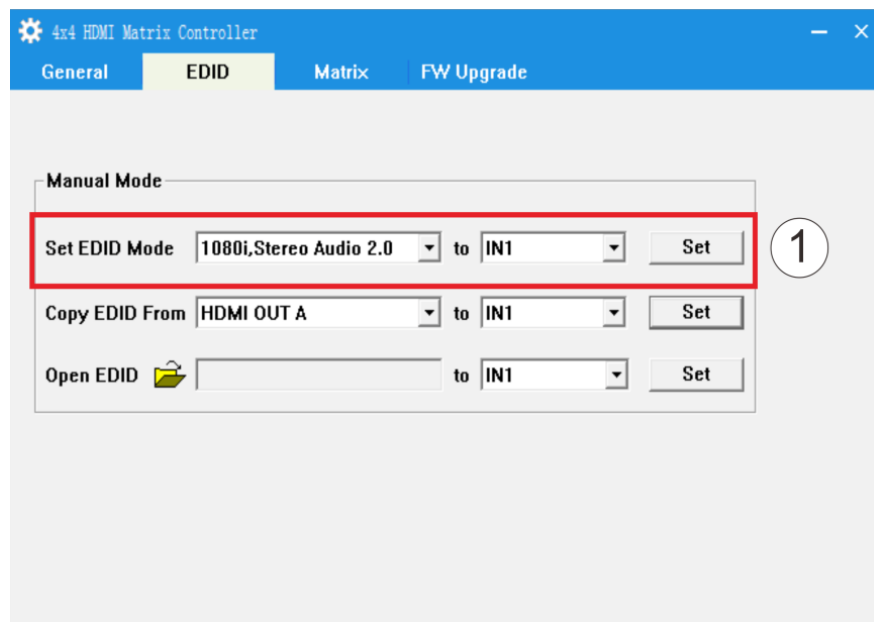 4x4 HDMI Matrix Controller
General EDID Matrix FW Upgrade
Manual Mode
Set EDID Mode 1080i,Stereo Audio 2.0 to IN1 Set 1
Copy EDID From HDMI OUT A to IN1 Set
Open EDID to IN1 Set